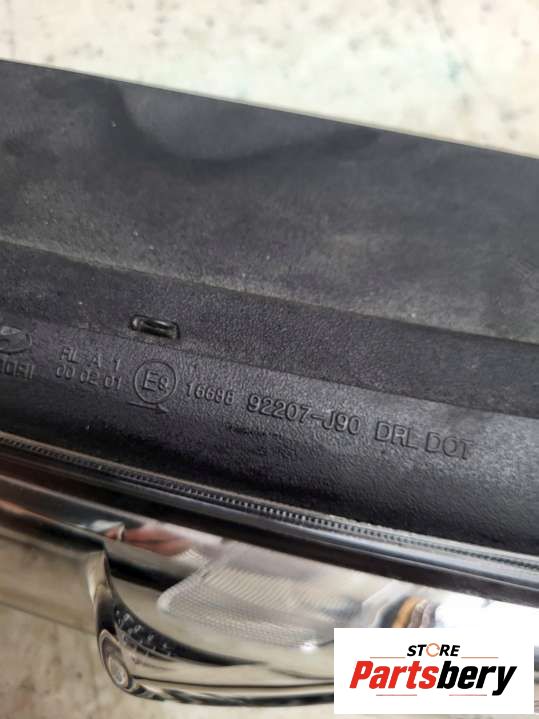 RL A 1
00 02 01 E9 16698 92207-J90 DRL DOT
STORE
Partsbery